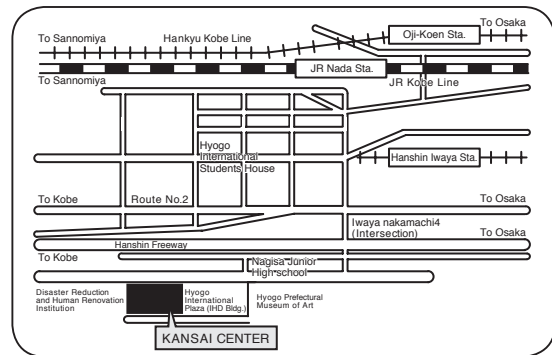 To Osaka
Oji-Koen Sta.
To Sannomiya
Hankyu Kobe Line
JR Nada Sta.
To Sannomiya
JR Kobe Line
Hyogo
International
Students House
Hanshin Iwaya Sta.
To Kobe
Route No.2
To Osaka
Iwaya nakamachi4
(Intersection)
To Osaka
Hanshin Freeway
To Kobe
Nagisa Junior
High school
Disaster Reduction
and Human Renovation
Institution
Hyogo
International
Plaza (IHD Bldg.)
Hyogo Prefectural
Museum of Art
KANSAI CENTER